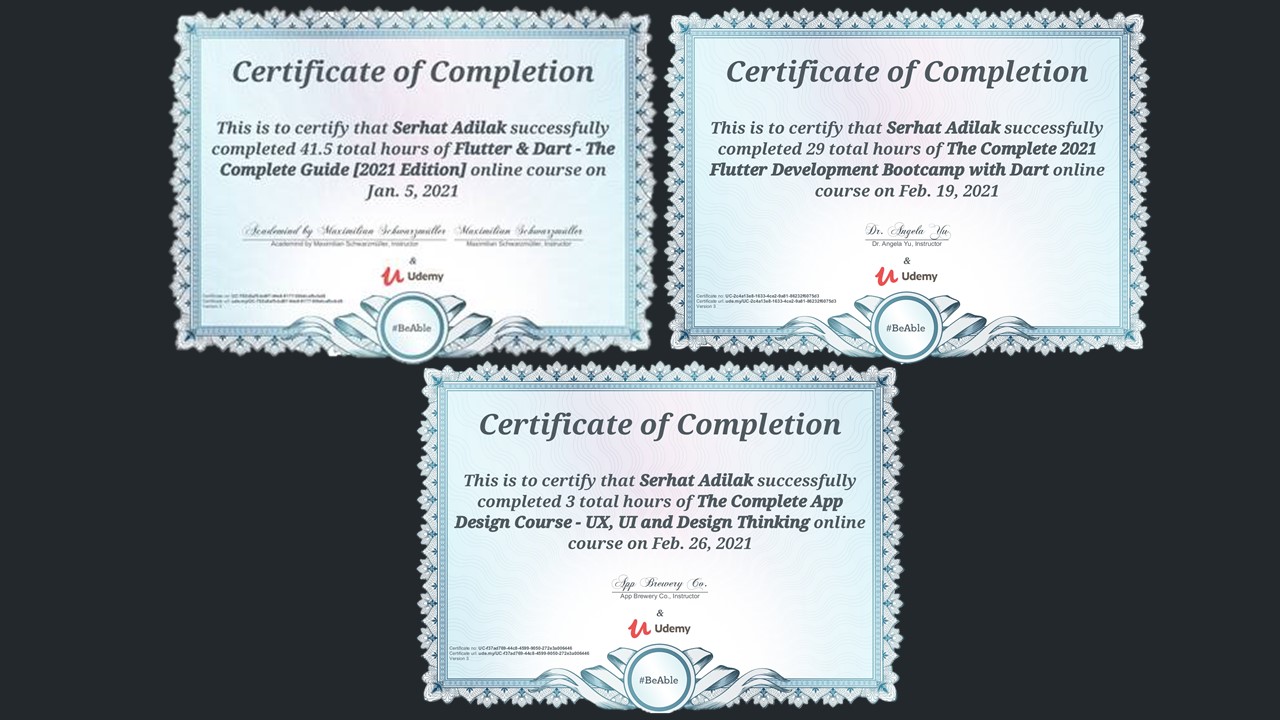 Certificate of Completion
This is to certify that Serhat Adilak successfully
completed 41.5 total hours of Flutter & Dart - The
Complete Guide [2021 Edition] online course on
Jan. 5, 2021
Academind by Maximilian Schwarzmüller Maximilian Schwarzmüller
Academind by Maximilian Schwarzmüller, Instructor Maximilian Schwarzmüller, Instructor
&
Udemy
Certificate no:
Certificate url:
Version 3
#BeAble
Certificate of Completion
This is to certify that Serhat Adilak successfully
completed 29 total hours of The Complete 2021
Flutter Development Bootcamp with Dart online
course on Feb. 19, 2021
Dr. Angela Yu
Dr. Angela Yu, Instructor
&
Udemy
Certificate no:
Certificate url:
Version 3
#BeAble
Certificate of Completion
This is to certify that Serhat Adilak successfully
completed 3 total hours of The Complete App
Design Course - UX, UI and Design Thinking online
course on Feb. 26, 2021
App Brewery Co.
App Brewery Co., Instructor
&
Udemy
Certificate no:
Certificate url:
Version 3
#BeAble